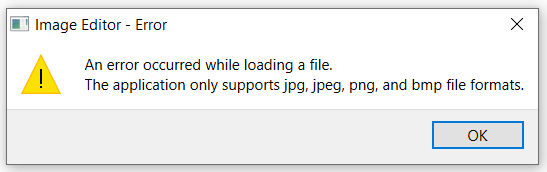 Image Editor - Error
An error occurred while loading a file.
The application only supports jpg, jpeg, png, and bmp file formats.
OK